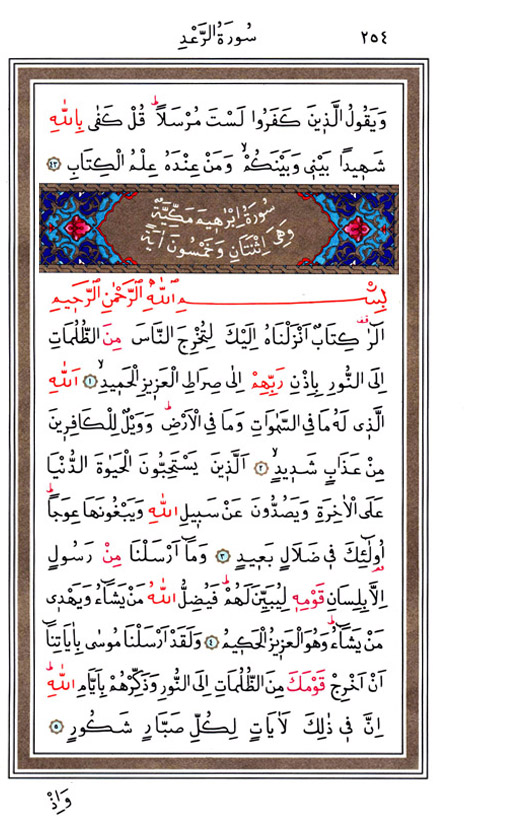 ٢٥٤
سُورَةُ الرَّعْدِ
وَيَقُولُ الَّذٖينَ كَفَرُوا لَسْتَ مُرْسَلًاۜ قُلْ كَفٰى بِاللّٰهِ
شَهٖيدًا بَيْنٖي وَبَيْنَكُمْۙ وَمَنْ عِنْدَهُ عِلْمُ الْكِتَابِ ﴿٤٣﴾
سُورَةُ اِبْرٰهٖيمَ مَكِّيَّةٌ
وَهِيَ اِثْنَتَانِ وَخَمْسُونَ اٰيَةً
بِسْمِ اللّٰهِ الرَّحْمٰنِ الرَّحٖيمِ
الٓرٰ۠ كِتَابٌ اَنْزَلْنَاهُ اِلَيْكَ لِتُخْرِجَ النَّاسَ مِنَ الظُّلُمَاتِ
اِلَى النُّورِ بِاِذْنِ رَبِّهِمْ اِلٰى صِرَاطِ الْعَزٖيزِ الْحَمٖيدِۙ ﴿١﴾ اَللّٰهِ
الَّذٖي لَهُ مَا فِي السَّمٰوَاتِ وَمَا فِي الْاَرْضِۜ وَوَيْلٌ لِلْكَافِرٖينَ
مِنْ عَذَابٍ شَدٖيدٍۙ ﴿٢﴾ اَلَّذٖينَ يَسْتَحِبُّونَ الْحَيٰوةَ الدُّنْيَا
عَلَى الْاٰخِرَةِ وَيَصُدُّونَ عَنْ سَبٖيلِ اللّٰهِ وَيَبْغُونَهَا عِوَجًاۜ
اُو۬لٰٓئِكَ فٖي ضَلَالٍ بَعٖيدٍ ﴿٣﴾ وَمَٓا اَرْسَلْنَا مِنْ رَسُولٍ
اِلَّا بِلِسَانِ قَوْمِهٖ لِيُبَيِّنَ لَهُمْۜ فَيُضِلُّ اللّٰهُ مَنْ يَشَٓاءُ وَيَهْدٖي
مَنْ يَشَٓاءُۜ وَهُوَ الْعَزٖيزُ الْحَكٖيمُ ﴿٤﴾ وَلَقَدْ اَرْسَلْنَا مُوسٰى بِاٰيَاتِنَٓا
اَنْ اَخْرِجْ قَوْمَكَ مِنَ الظُّلُمَاتِ اِلَى النُّورِ وَذَكِّرْهُمْ بِاَيَّامِ اللّٰهِۜ
اِنَّ فٖي ذٰلِكَ لَاٰيَاتٍ لِكُلِّ صَبَّارٍ شَكُورٍ ﴿٥﴾
وَاِذْ